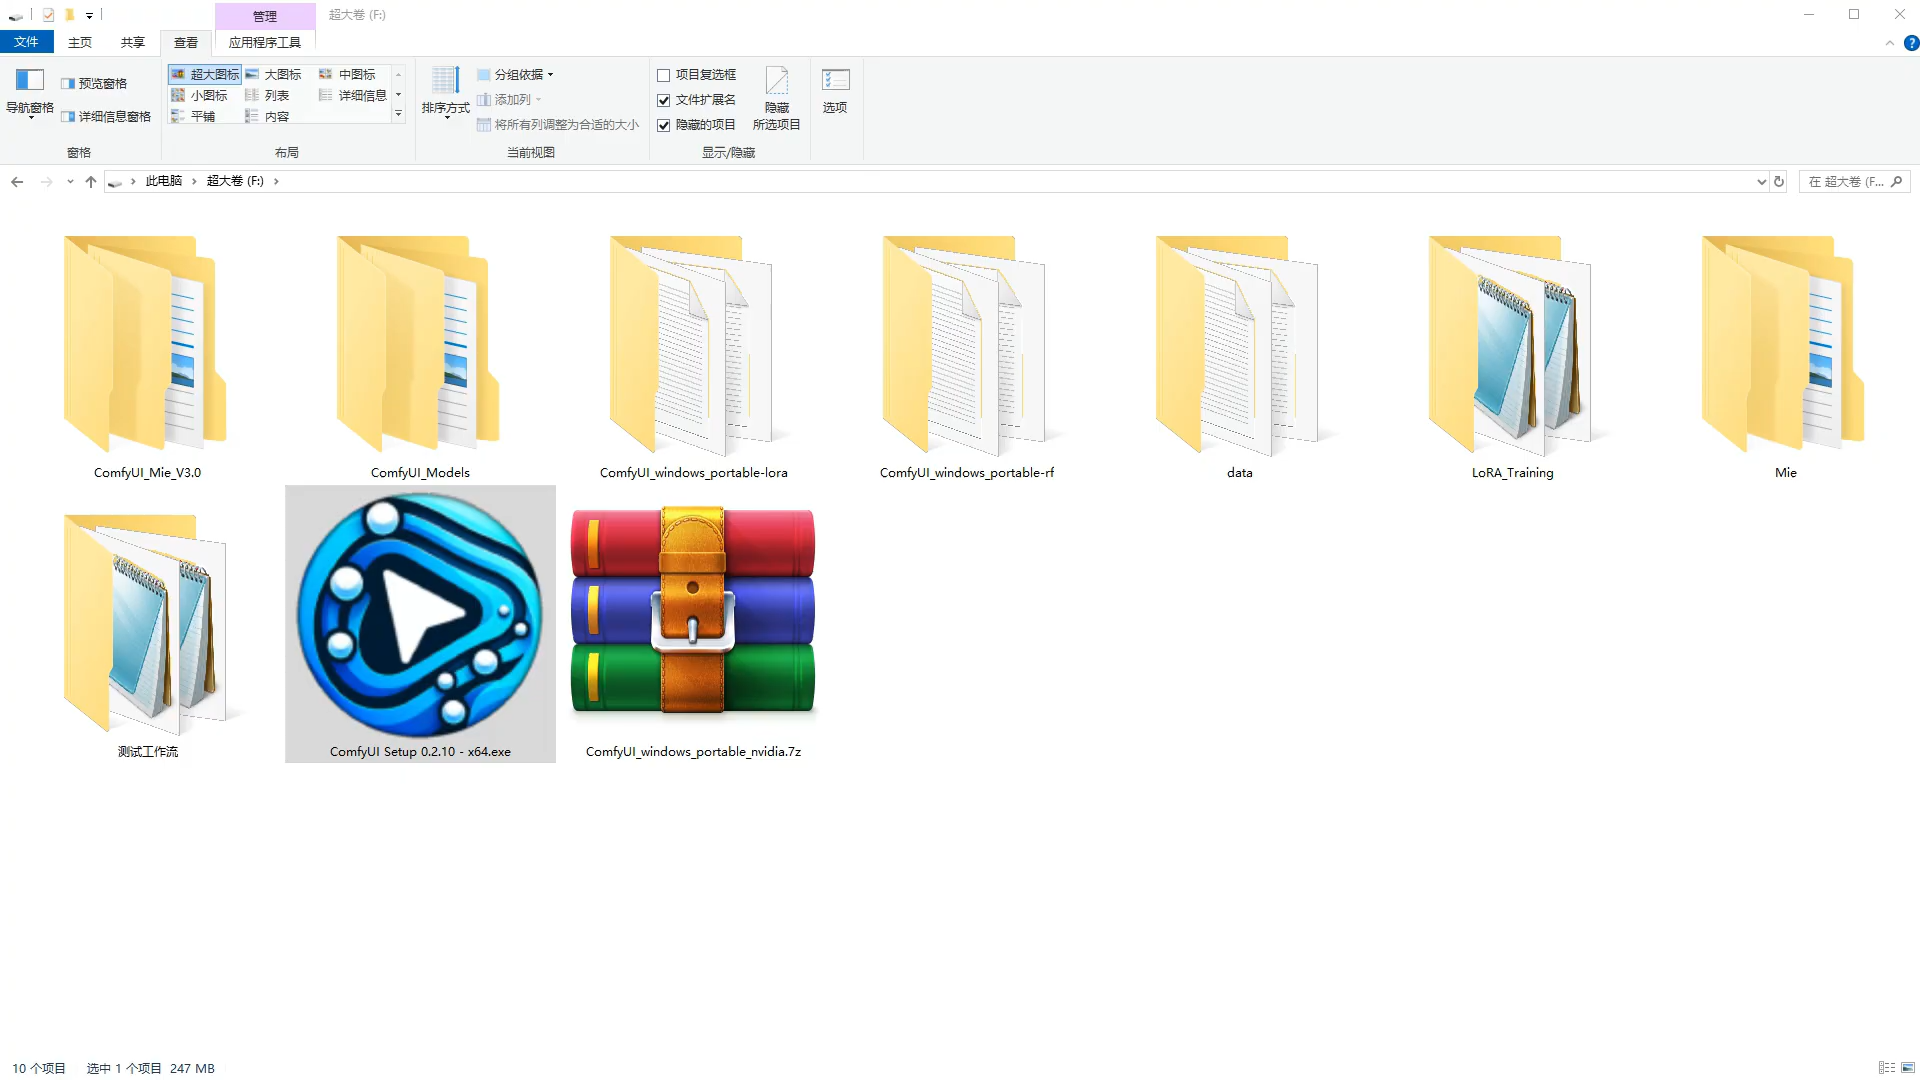 管理
超大卷 (F:)
文件
主页
共享
查看
应用程序工具
导航窗格
预览窗格
详细信息窗格
窗格
超大图标
大图标
中图标
小图标
列表
详细信息
平铺
内容
布局
排序方式
分组依据
添加列
将所有列调整为合适的大小
当前视图
项目复选框
文件扩展名
隐藏的项目
隐藏
所选项目
显示/隐藏
选项
此电脑
超大卷 (F:)
在 超大卷 (F...
ComfyUI_Mie_V3.0
ComfyUI_Models
ComfyUI_windows_portable-lora
ComfyUI_windows_portable-rf
data
LoRA_Training
Mie
测试工作流
ComfyUI Setup 0.2.10 - x64.exe
ComfyUI_windows_portable_nvidia.7z
10 个项目
选中 1 个项目 247 MB